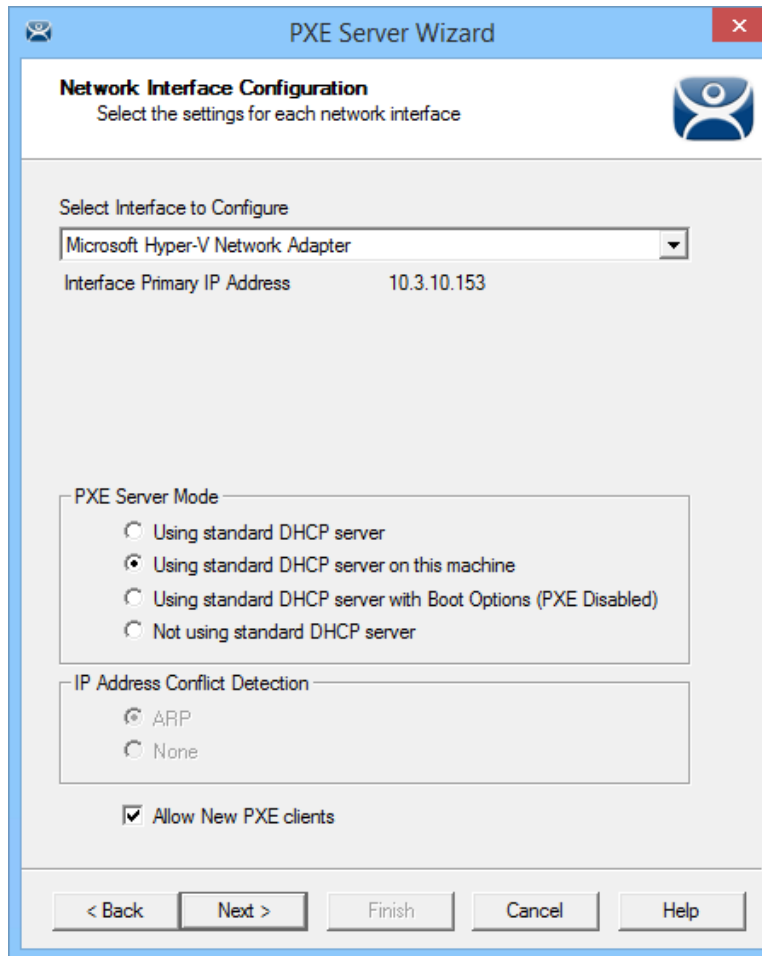 PXE Server Wizard
Network Interface Configuration
Select the settings for each network interface
Select Interface to Configure
Microsoft Hyper-V Network Adapter
Interface Primary IP Address 10.3.10.153
PXE Server Mode
Using standard DHCP server
Using standard DHCP server on this machine
Using standard DHCP server with Boot Options (PXE Disabled)
Not using standard DHCP server
IP Address Conflict Detection
ARP
None
Allow New PXE clients
< Back Next > Finish Cancel Help